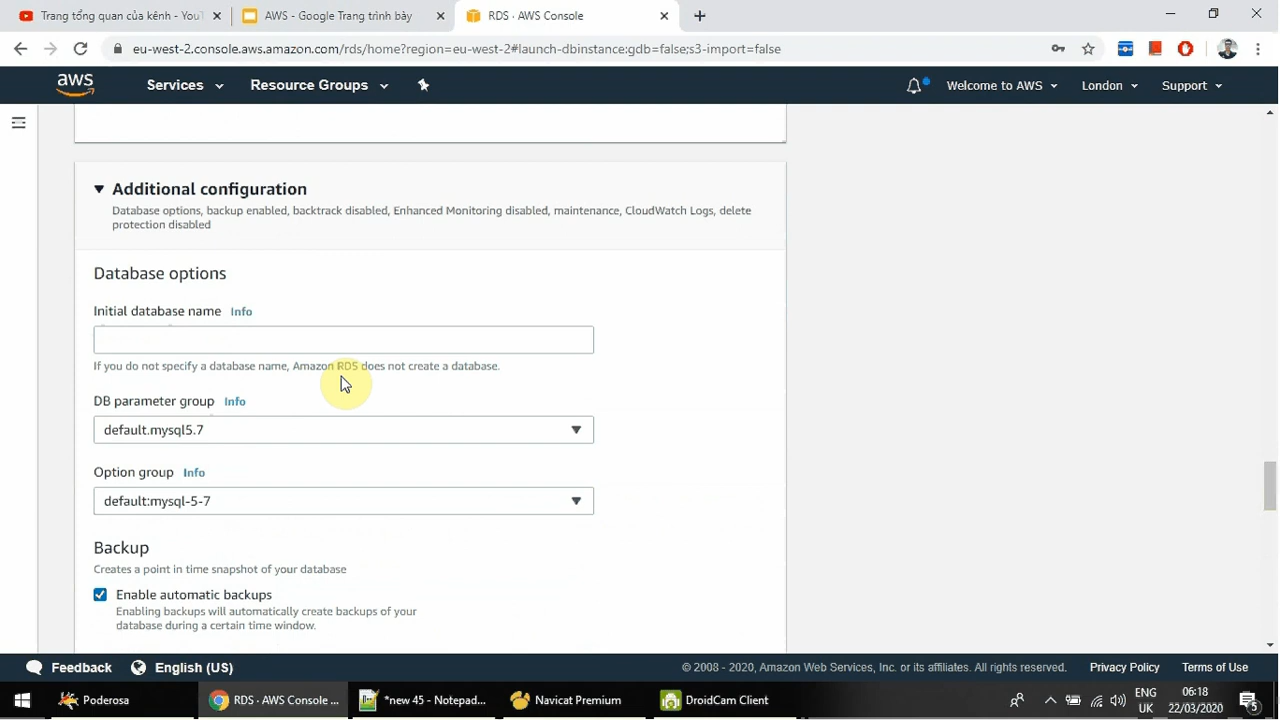 Trang tổng quan của kênh - YouT
AWS - Google Trang trình bày
RDS · AWS Console
eu-west-2.console.aws.amazon.com/rds/home?region=eu-west-2#launch-dbinstance:gdb=false;s3-import=false
aws
Services
Resource Groups
Welcome to AWS
London
Support
Additional configuration
Database options, backup enabled, backtrack disabled, Enhanced Monitoring disabled, maintenance, CloudWatch Logs, delete
protection disabled
Database options
Initial database name Info
If you do not specify a database name, Amazon RDS does not create a database.
DB parameter group Info
default.mysql5.7
Option group Info
default:mysql-5-7
Backup
Creates a point in time snapshot of your database
Enable automatic backups
Enabling backups will automatically create backups of your
database during a certain time window.
Feedback
English (US)
© 2008 - 2020, Amazon Web Services, Inc. or its affiliates. All rights reserved.
Privacy Policy
Terms of Use
Poderosa
RDS · AWS Console ...
*new 45 - Notepad...
Navicat Premium
DroidCam Client
ENG
UK
06:18
22/03/2020
5